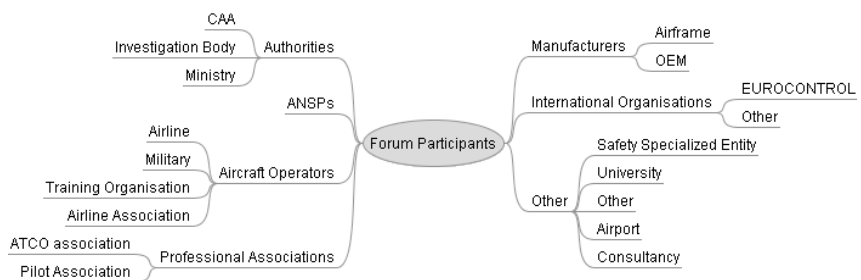 CAA
Investigation Body
Ministry
Authorities
ANSPs
Airline
Military
Training Organisation
Airline Association
Aircraft Operators
ATCO association
Pilot Association
Professional Associations
Forum Participants
Manufacturers
Airframe
OEM
International Organisations
EUROCONTROL
Other
Other
Safety Specialized Entity
University
Other
Airport
Consultancy